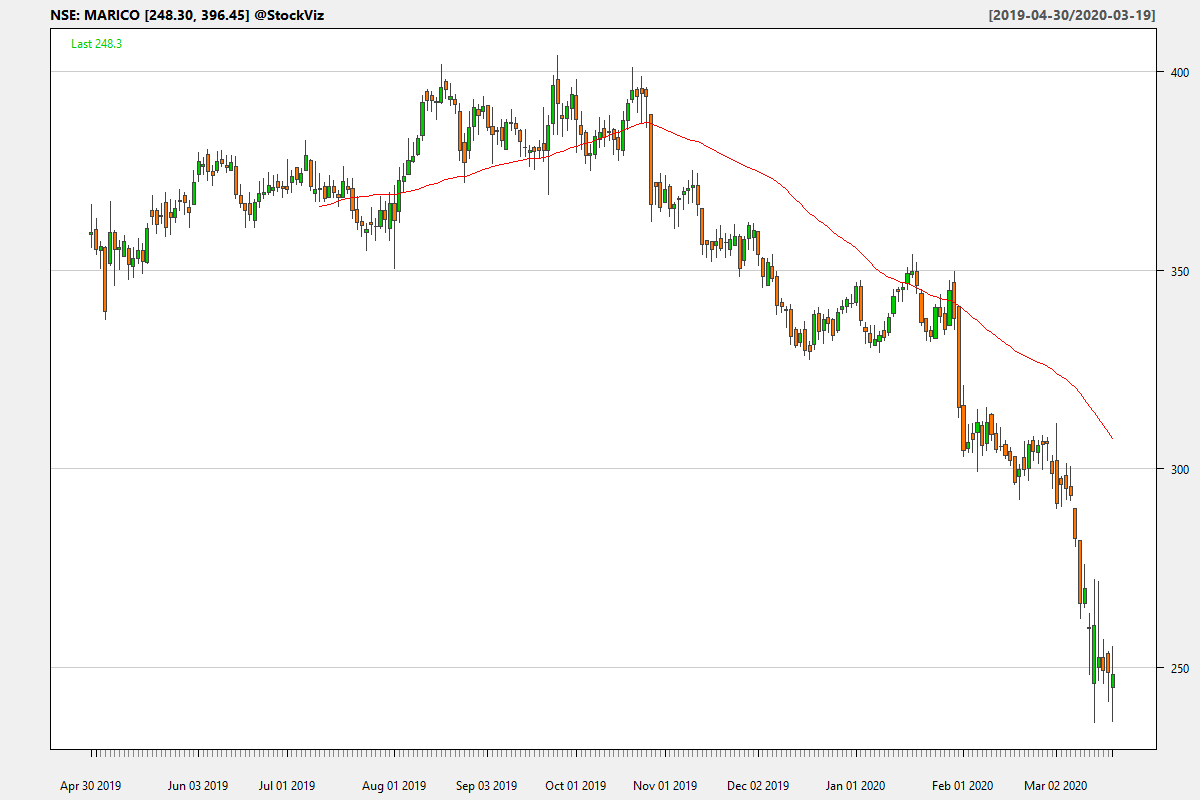 NSE: MARICO [248.30, 396.45] @StockViz [2019-04-30/2020-03-19]
Last 248.3
400
350
300
250
Apr 30 2019 Jun 03 2019 Jul 01 2019 Aug 01 2019 Sep 03 2019 Oct 01 2019 Nov 01 2019 Dec 02 2019 Jan 01 2020 Feb 01 2020 Mar 02 2020